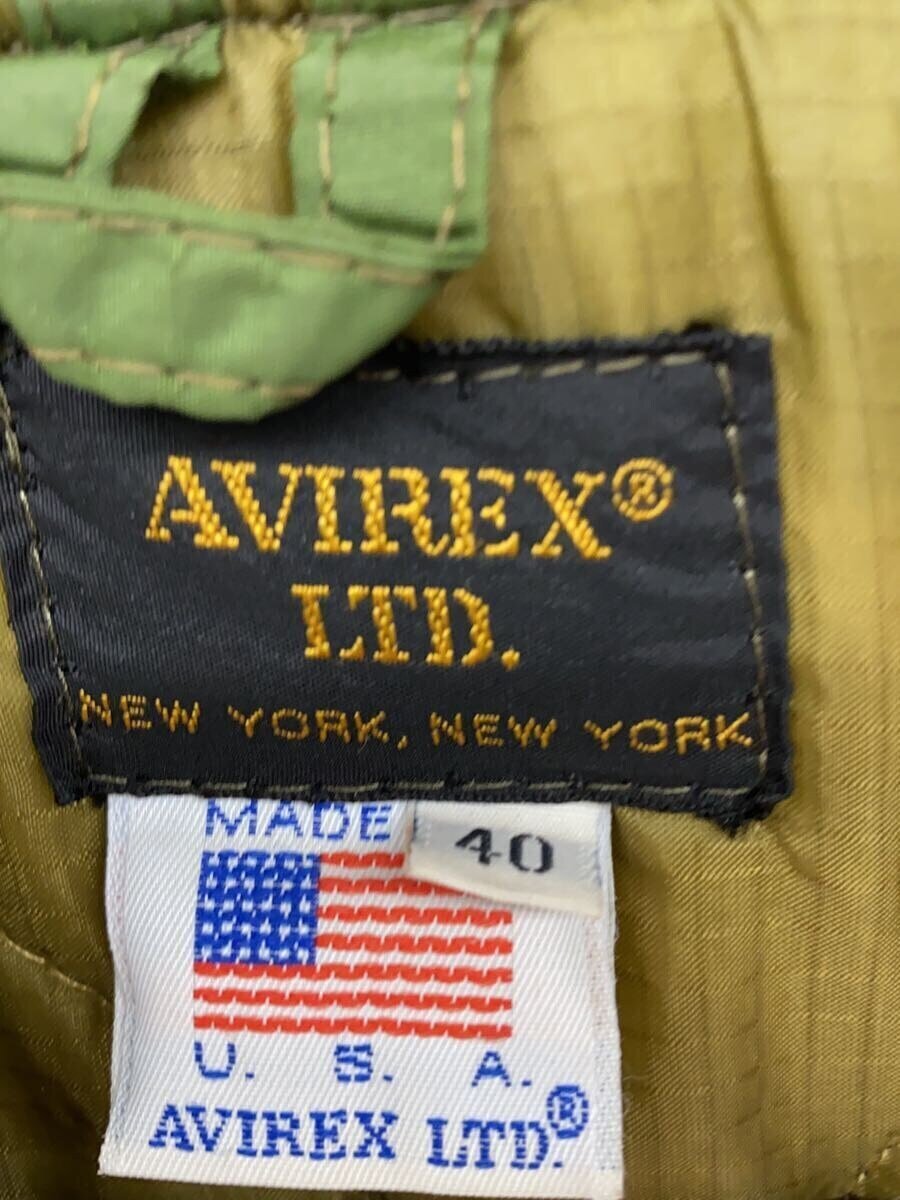 AVIREX®
LTD.
NEW YORK, NEW YORK
MADE
40
U. S. A.
AVIREX LTD.®